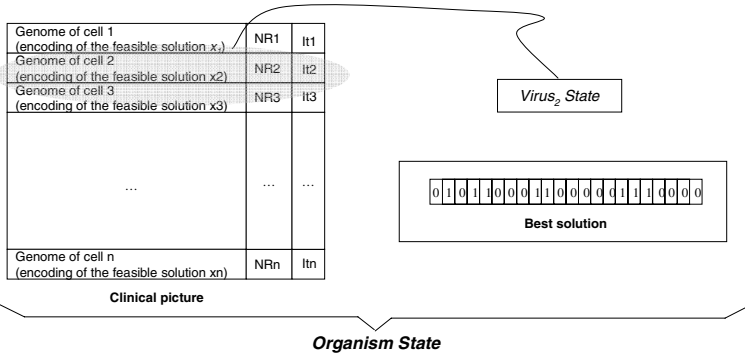 Genome of cell 1
(encoding of the feasible solution x₁)
NR1
It1
Genome of cell 2
(encoding of the feasible solution x2)
NR2
It2
Genome of cell 3
(encoding of the feasible solution x3)
NR3
It3
...
...
...
Genome of cell n
(encoding of the feasible solution xn)
NRn
Itn
Clinical picture
Virus₂ State
0 1 0 1 1 0 0 0 1 1 0 0 0 0 0 1 1 1 0 0 0 0
Best solution
Organism State